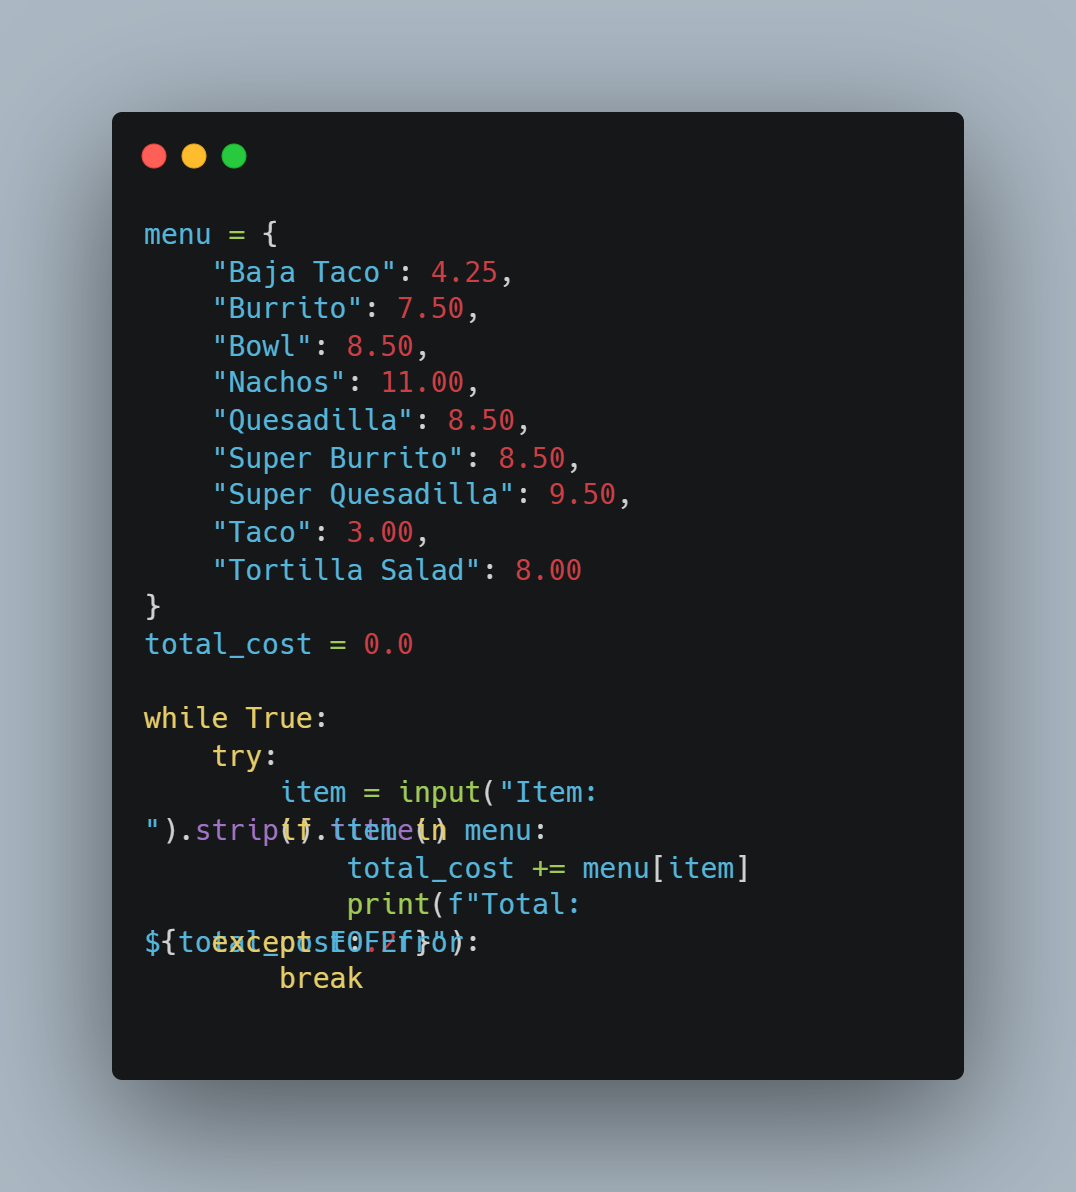 menu = {
    "Baja Taco": 4.25,
    "Burrito": 7.50,
    "Bowl": 8.50,
    "Nachos": 11.00,
    "Quesadilla": 8.50,
    "Super Burrito": 8.50,
    "Super Quesadilla": 9.50,
    "Taco": 3.00,
    "Tortilla Salad": 8.00
}
total_cost = 0.0
while True:
    try:
        item = input("Item:
").strip().title()
        if item in menu:
            total_cost += menu[item]
            print(f"Total:
${total_cost:.2f}")
    except EOFError:
        break